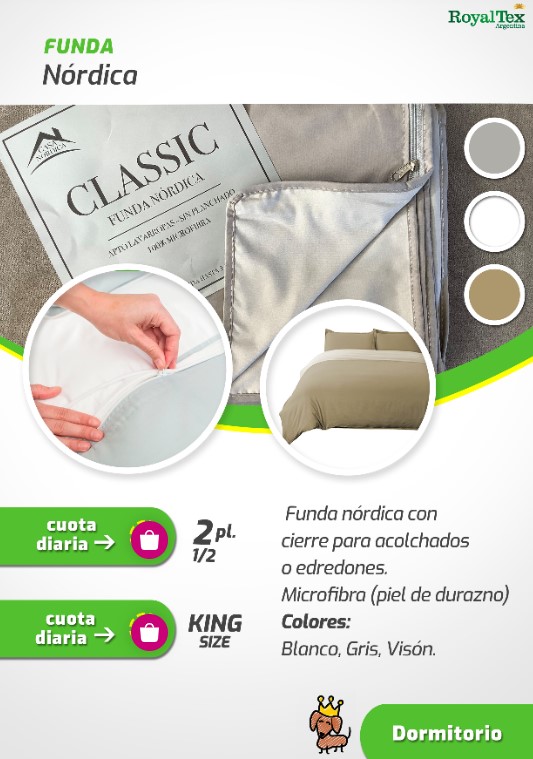 RoyalTex
Argentina
FUNDA
Nórdica
CASA
NÓRDICA
CLASSIC
FUNDA NÓRDICA
APTO LAVARROPAS - SIN PLANCHADO
100% MICROFIBRA
cuota
diaria →
2 pl.
1/2
cuota
diaria →
KING
SIZE
Funda nórdica con
cierre para acolchados
o edredones.
Microfibra (piel de durazno)
Colores:
Blanco, Gris, Visón.
Dormitorio